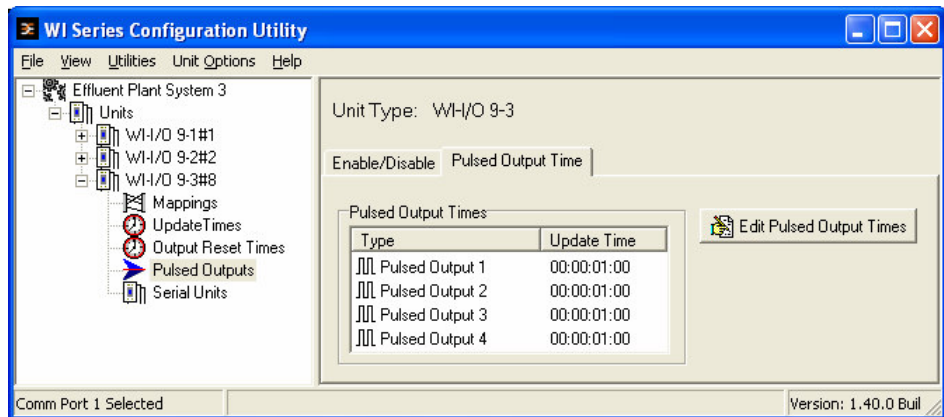 WI Series Configuration Utility
File View Utilities Unit Options Help
Effluent Plant System 3
Units
WI-I/O 9-1#1
WI-I/O 9-2#2
WI-I/O 9-3#8
Mappings
UpdateTimes
Output Reset Times
Pulsed Outputs
Serial Units
Unit Type: WI-I/O 9-3
Enable/Disable Pulsed Output Time
Pulsed Output Times
Type Update Time
Pulsed Output 1 00:00:01:00
Pulsed Output 2 00:00:01:00
Pulsed Output 3 00:00:01:00
Pulsed Output 4 00:00:01:00
Edit Pulsed Output Times
Comm Port 1 Selected
Version: 1.40.0 Buil